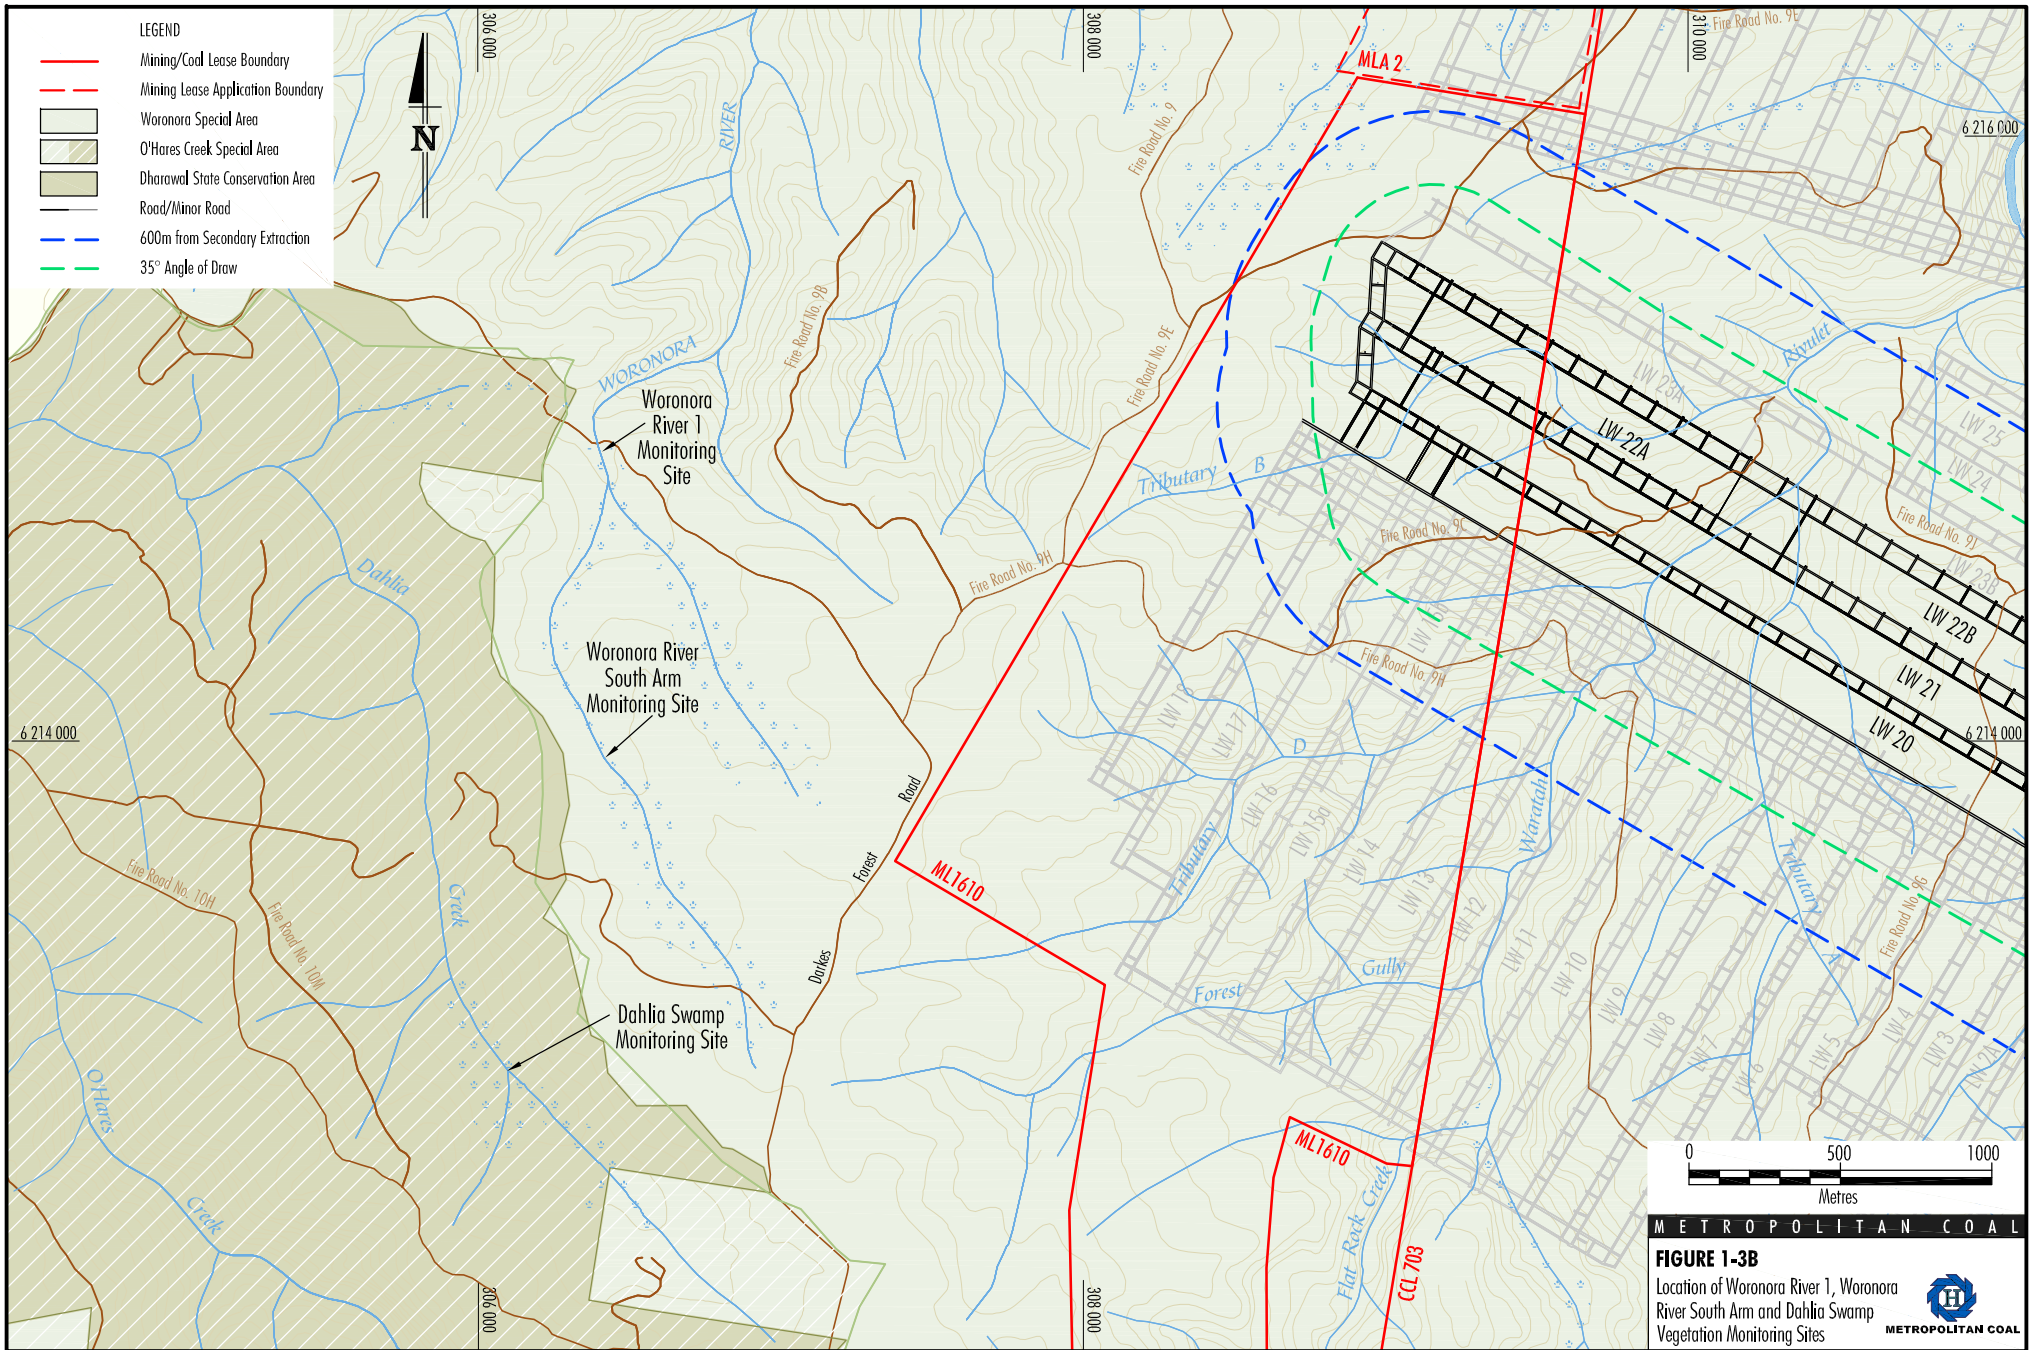 LEGEND
Mining/Coal Lease Boundary
Mining Lease Application Boundary
Woronora Special Area
O'Hares Creek Special Area
Dharawal State Conservation Area
Road/Minor Road
600m from Secondary Extraction
35° Angle of Draw
N
306 000
308 000
310 000
6 216 000
Fire Road No. 9E
MLA 2
RIVER
Fire Road No. 9
Fire Road No. 9B
WORONORA
Fire Road No. 9E
Rivulet
LW 23A
Woronora
River 1
Monitoring
Site
LW 22A
LW 25
LW 24
Tributary B
Fire Road No. 9C
Fire Road No. 9J
Dahlia
Fire Road No. 9H
LW 23B
LW 22B
Fire Road No. 9H
Woronora River
South Arm
Monitoring Site
LW 21
LW 20
6 214 000
6 214 000
LW 18
LW 17
D
LW 16
LW 15a
LW 14
LW 13
LW 12
LW 11
LW 10
LW 9
LW 8
LW 7
LW 6
LW 5
LW 4
LW 3
LW 12A
Road
Forest
Darkes
Tributary
Waratah
Tributary
A
Fire Road No. 9G
ML1610
Fire Road No. 10H
Fire Road No. 10M
Creek
Forest
Gully
Dahlia Swamp
Monitoring Site
O'Hares
Creek
ML1610
Flat Rock Creek
CCL 703
306 000
308 000
0 500 1000
Metres
METROPOLITAN COAL
FIGURE 1-3B
Location of Woronora River 1, Woronora
River South Arm and Dahlia Swamp
Vegetation Monitoring Sites
H
METROPOLITAN COAL